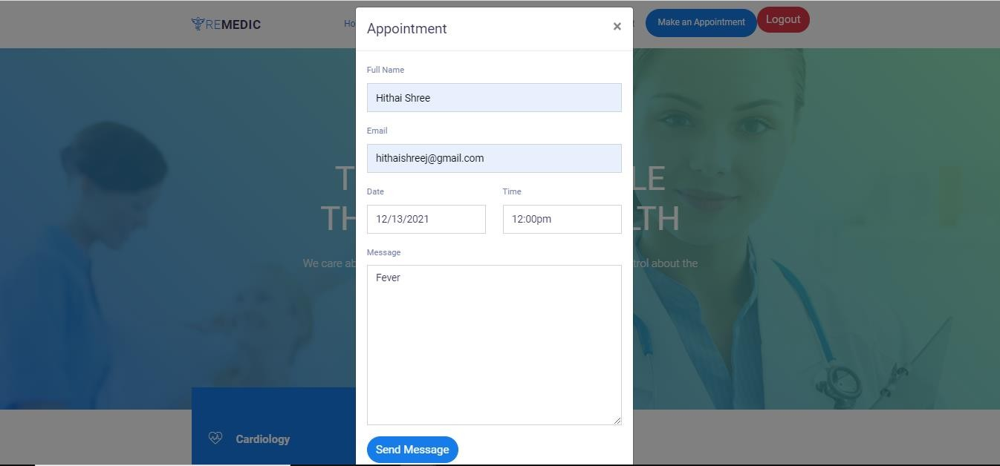 REMEDIC
Ho
Make an Appointment
Logout
Appointment
×
Full Name
Hithai Shree
Email
hithaishreej@gmail.com
Date
Time
12/13/2021
12:00pm
Message
Fever
T
LE
TH
LTH
We care ab
trol about the
Send Message
Cardiology